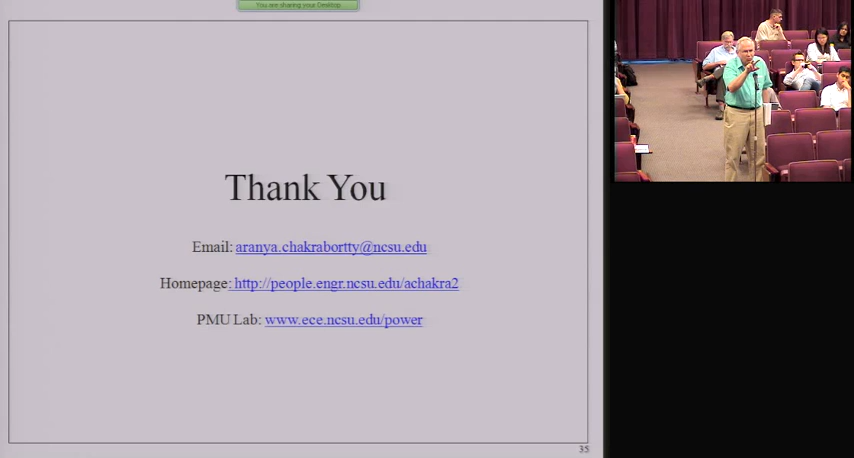 You are sharing your Desktop
Thank You
Email: aranya.chakrabortty@ncsu.edu
Homepage: http://people.engr.ncsu.edu/achakra2
PMU Lab: www.ece.ncsu.edu/power
35